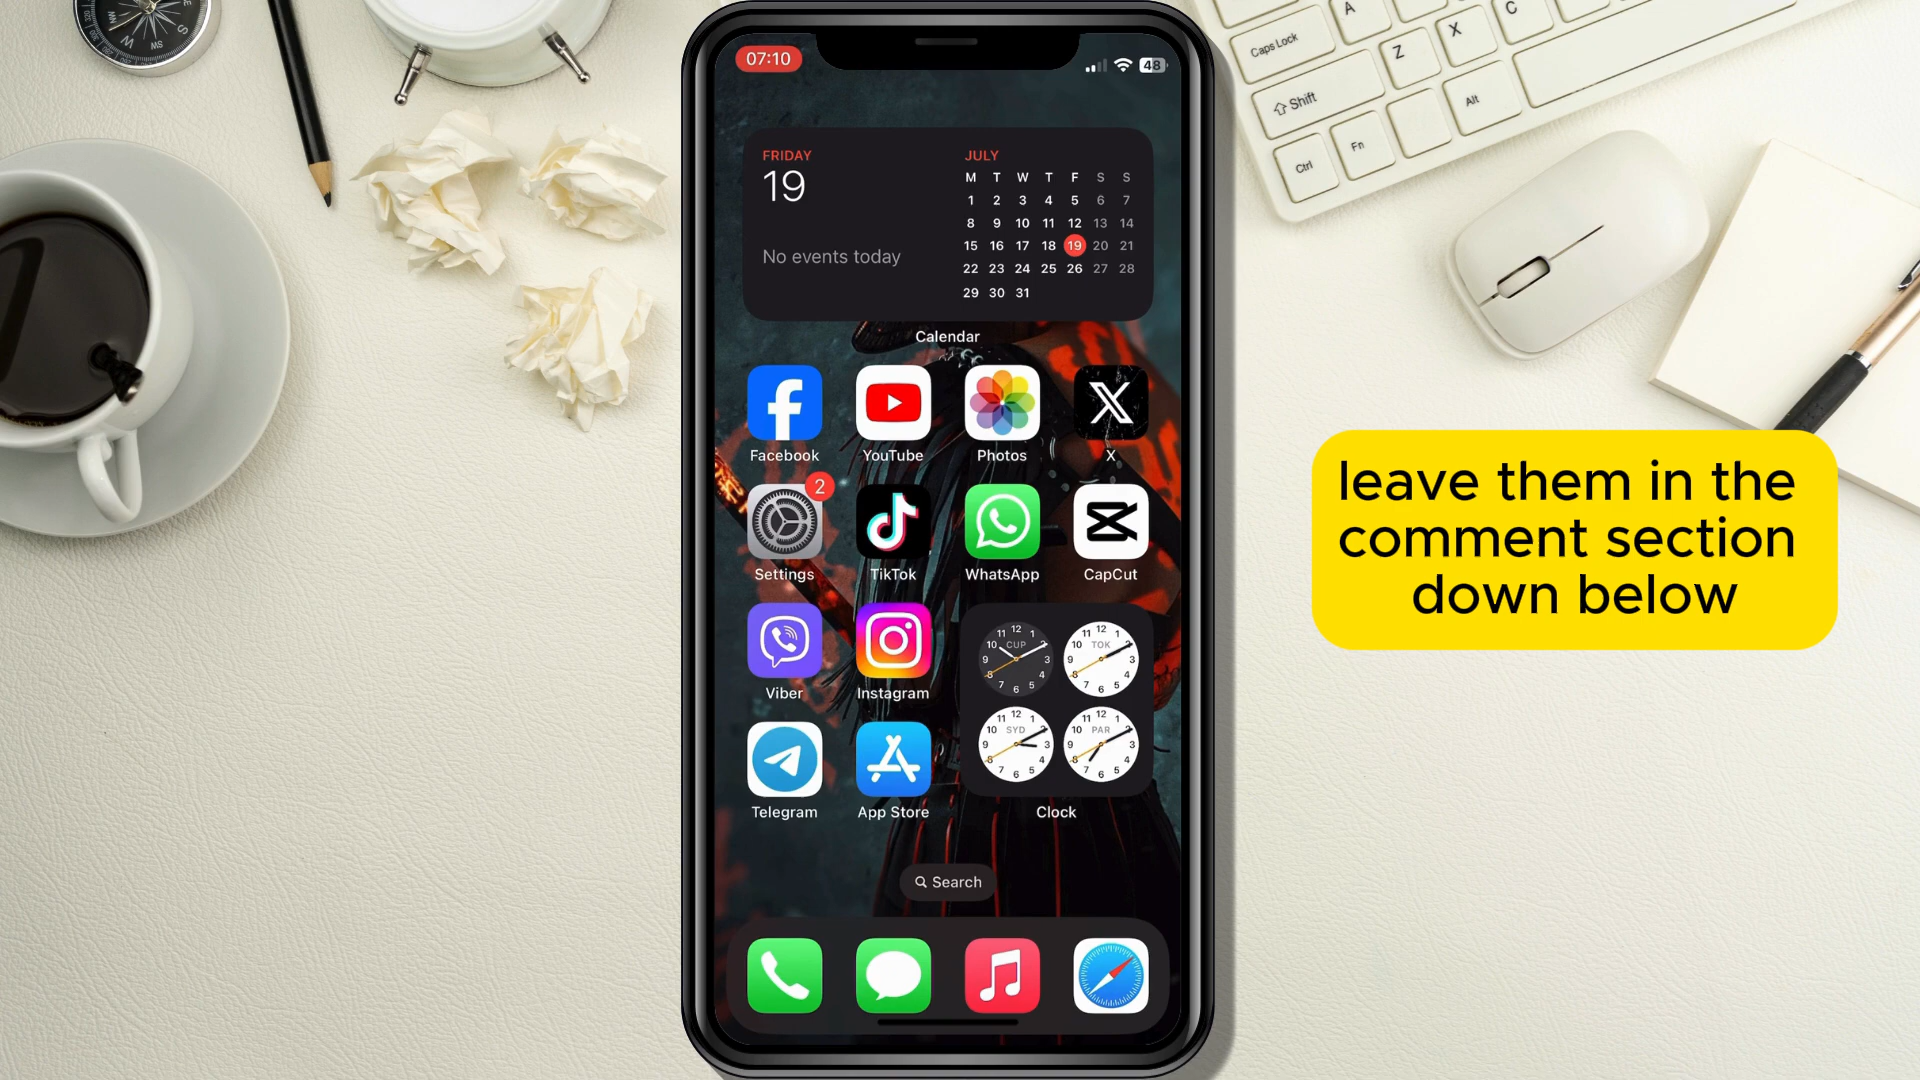 07:10
48
FRIDAY
19
No events today
JULY
M T W T F S S
1 2 3 4 5 6 7
8 9 10 11 12 13 14
15 16 17 18 19 20 21
22 23 24 25 26 27 28
29 30 31
Calendar
Facebook
YouTube
Photos
X
2
Settings
TikTok
WhatsApp
CapCut
Viber
Instagram
CUP
TOK
SYD
PAR
Telegram
App Store
Clock
Search
leave them in the
comment section
down below
A
Caps Lock
Z
X
C
Shift
Alt
Ctrl
Fn
W
S